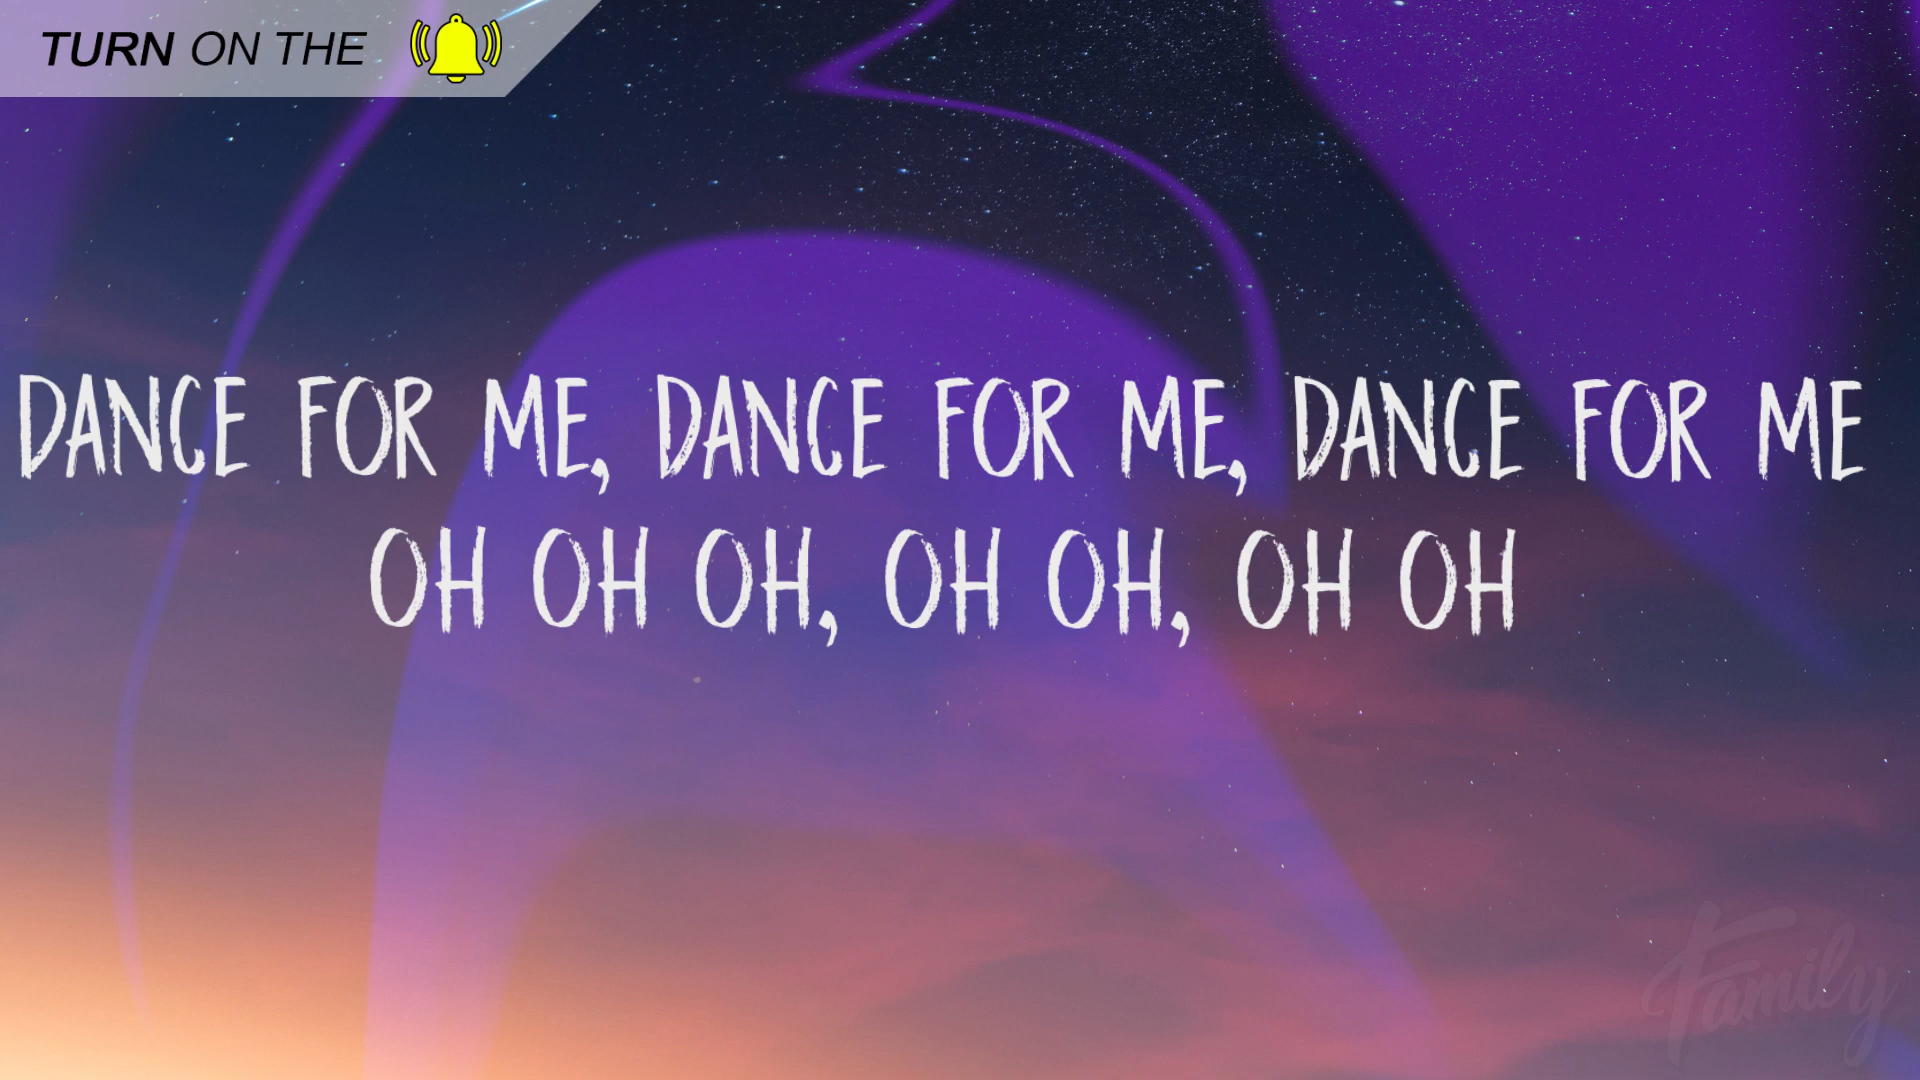 TURN ON THE
DANCE FOR ME, DANCE FOR ME, DANCE FOR ME
OH OH OH, OH OH, OH OH
Family